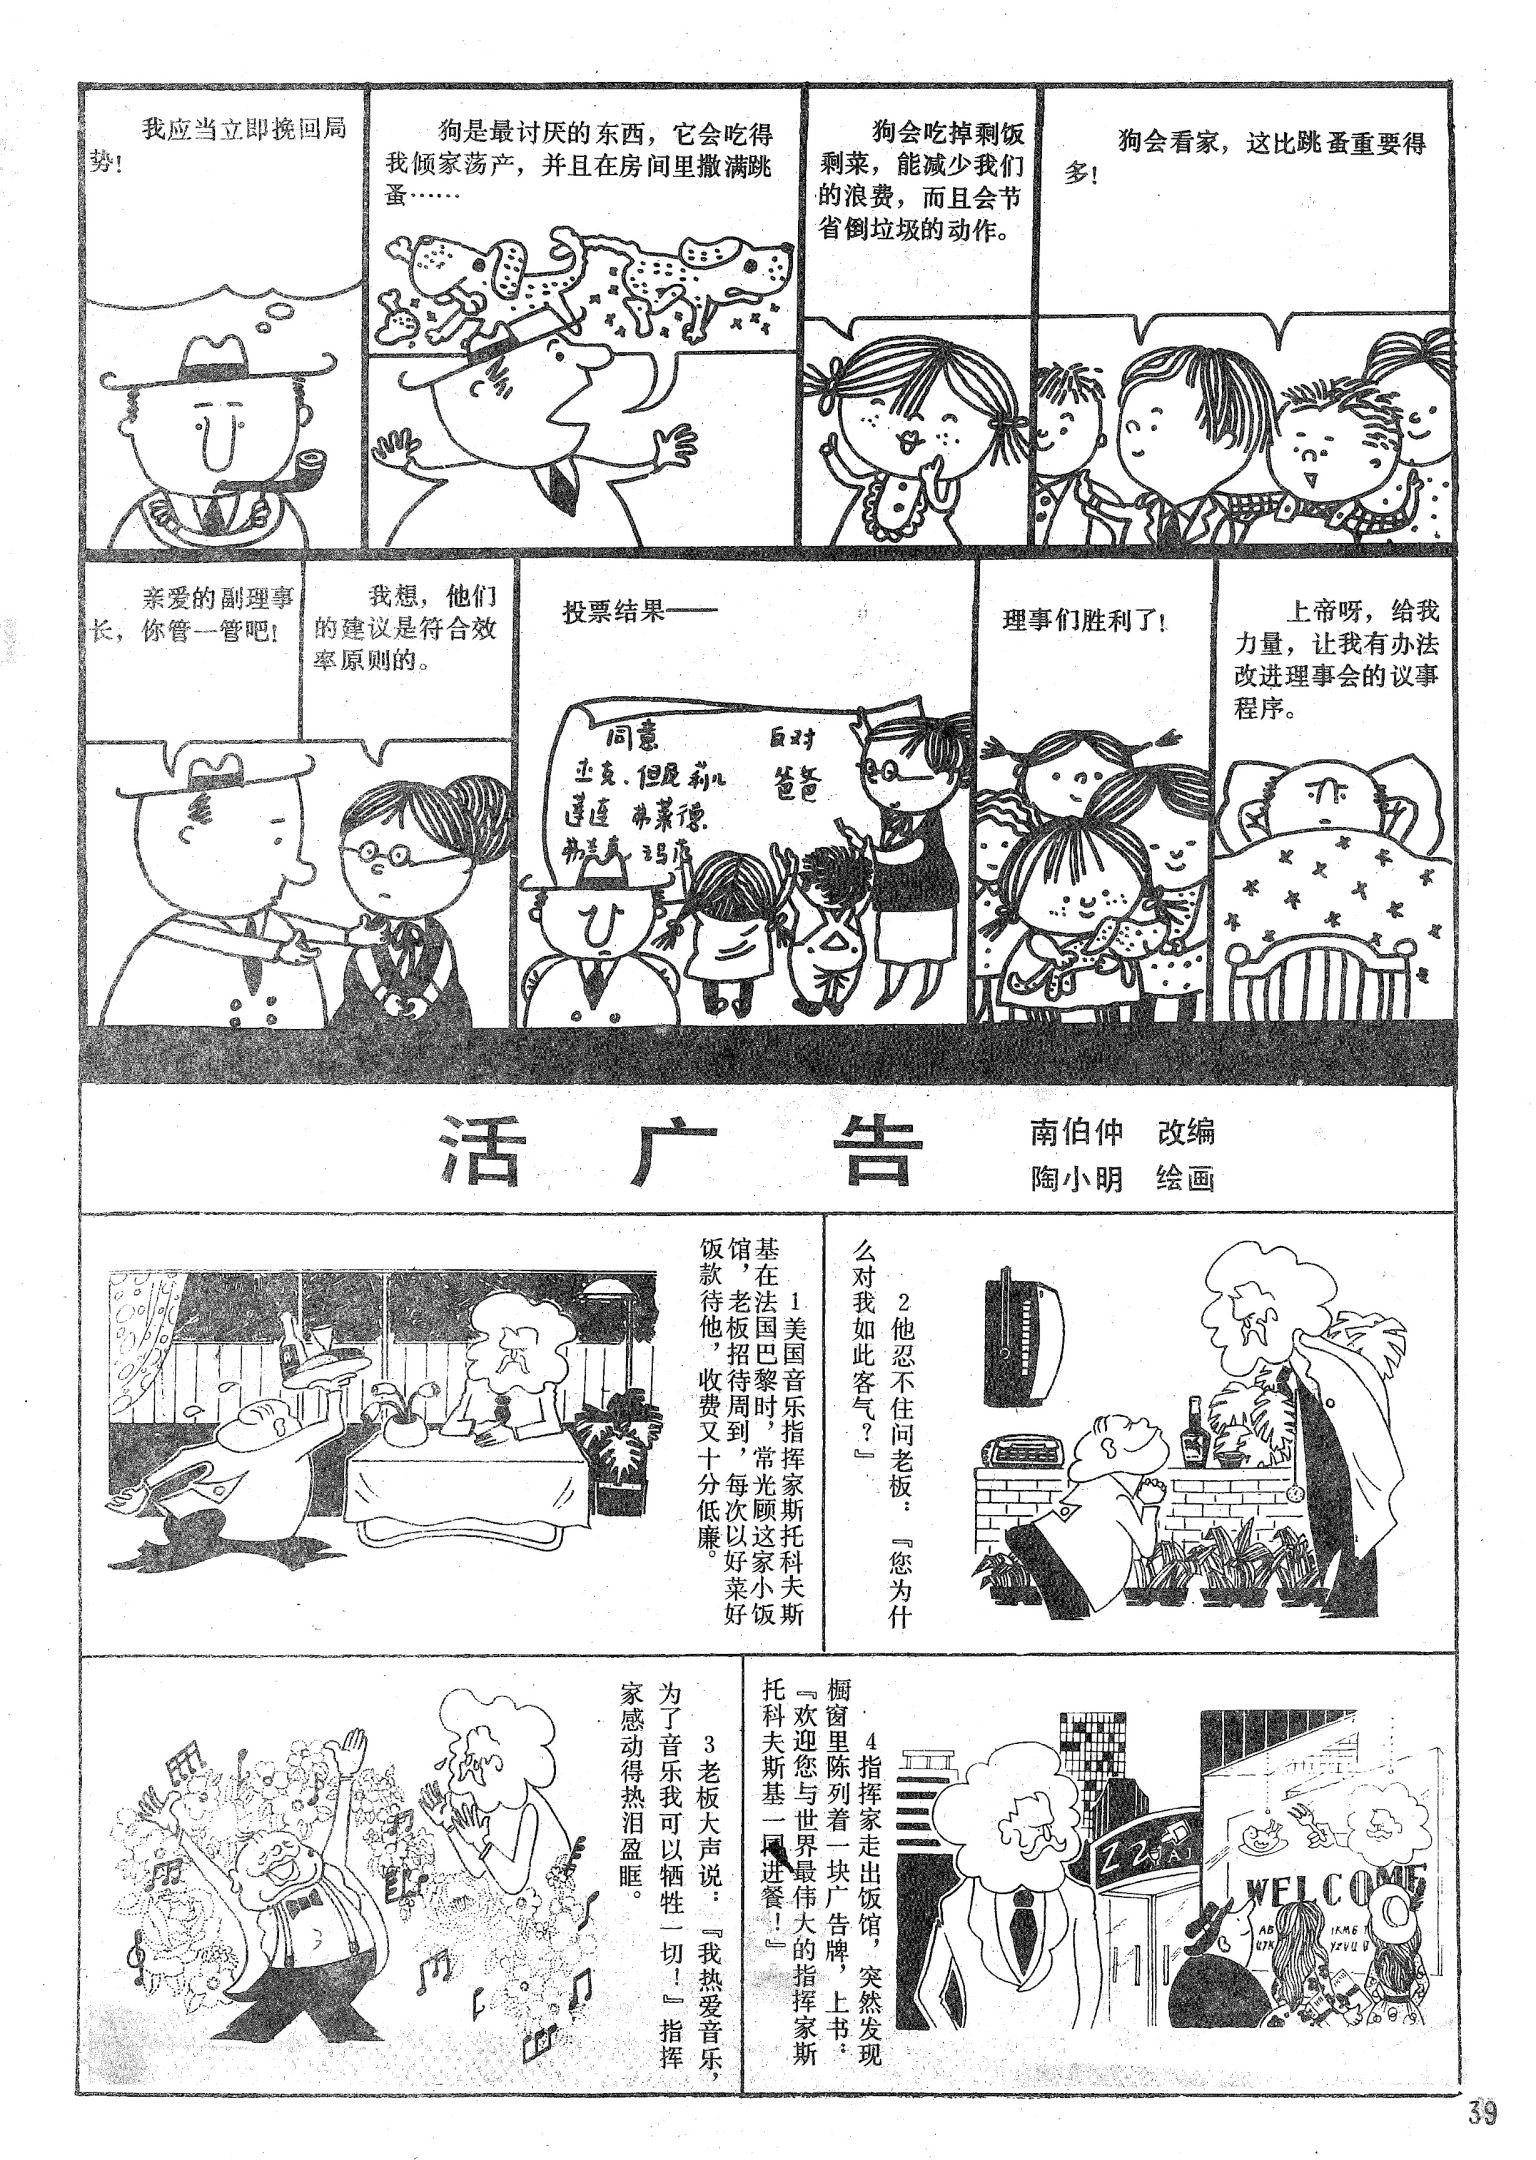 我应当立即挽回局
势！
狗是最讨厌的东西，它会吃得
我倾家荡产，并且在房间里撒满跳
蚤……
狗会吃掉剩饭
剩菜，能减少我们
的浪费，而且会节
省倒垃圾的动作。
狗会看家，这比跳蚤重要得
多！
亲爱的副理事
长，你管一管吧！
我想，他们
的建议是符合效
率原则的。
投票结果——
同意
反对
但尼 莉儿
爸爸
莲连 弗莱德
玛莎
理事们胜利了！
上帝呀，给我
力量，让我有办法
改进理事会的议事
程序。
活广告
南伯仲 改编
陶小明 绘画
1美国音乐指挥家斯托科夫斯
基在法国巴黎时，常光顾这家小饭
馆，老板招待周到，每次以好菜好
饭款待他，收费又十分低廉。
2他忍不住问老板：『您为什
么对我如此客气？』
3老板大声说：『我热爱音乐，
为了音乐我可以牺牲一切！』指挥
家感动得热泪盈眶。
4指挥家走出饭馆，突然发现
橱窗里陈列着一块广告牌，上书：
『欢迎您与世界最伟大的指挥家斯
托科夫斯基一同进餐！』
WELCOME
39